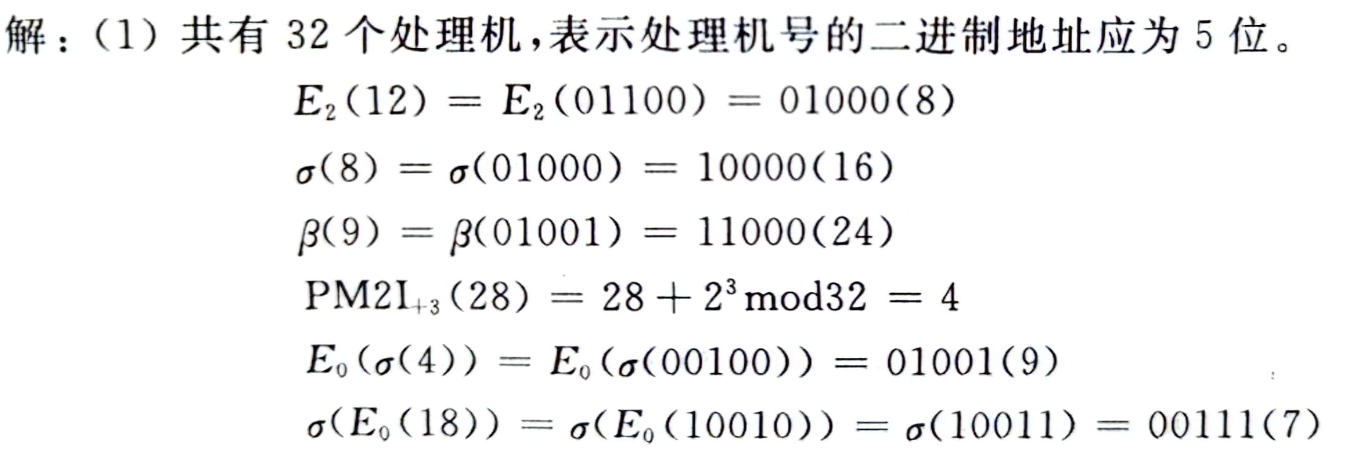 解：（1）共有 32 个处理机,表示处理机号的二进制地址应为 5 位。
E₂(12) = E₂(01100) = 01000(8)
σ(8) = σ(01000) = 10000(16)
β(9) = β(01001) = 11000(24)
PM2I₊₃(28) = 28 + 2³mod32 = 4
E₀(σ(4)) = E₀(σ(00100)) = 01001(9)
σ(E₀(18)) = σ(E₀(10010)) = σ(10011) = 00111(7)